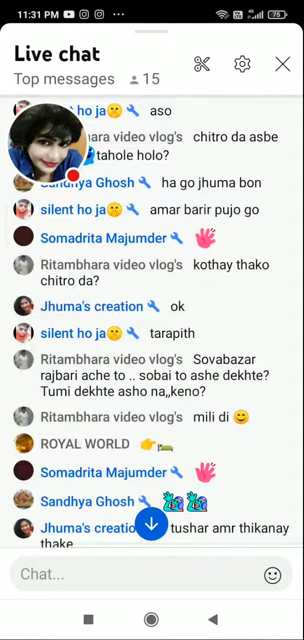 11:31 PM
75
Live chat
Top messages 15
silent ho ja🤫 aso
hara video vlog's chitro da asbe
tahole holo?
Sandhya Ghosh ha go jhuma bon
silent ho ja🤫 amar barir pujo go
Somadrita Majumder
Ritambhara video vlog's kothay thako
chitro da?
Jhuma's creation ok
silent ho ja🤫 tarapith
Ritambhara video vlog's Sovabazar
rajbari ache to .. sobai to ashe dekhte?
Tumi dekhte asho na,,keno?
Ritambhara video vlog's mili di 😊
ROYAL WORLD 👉🛏
Somadrita Majumder
Sandhya Ghosh
Jhuma's creatio tushar amr thikanay
thake
Chat...